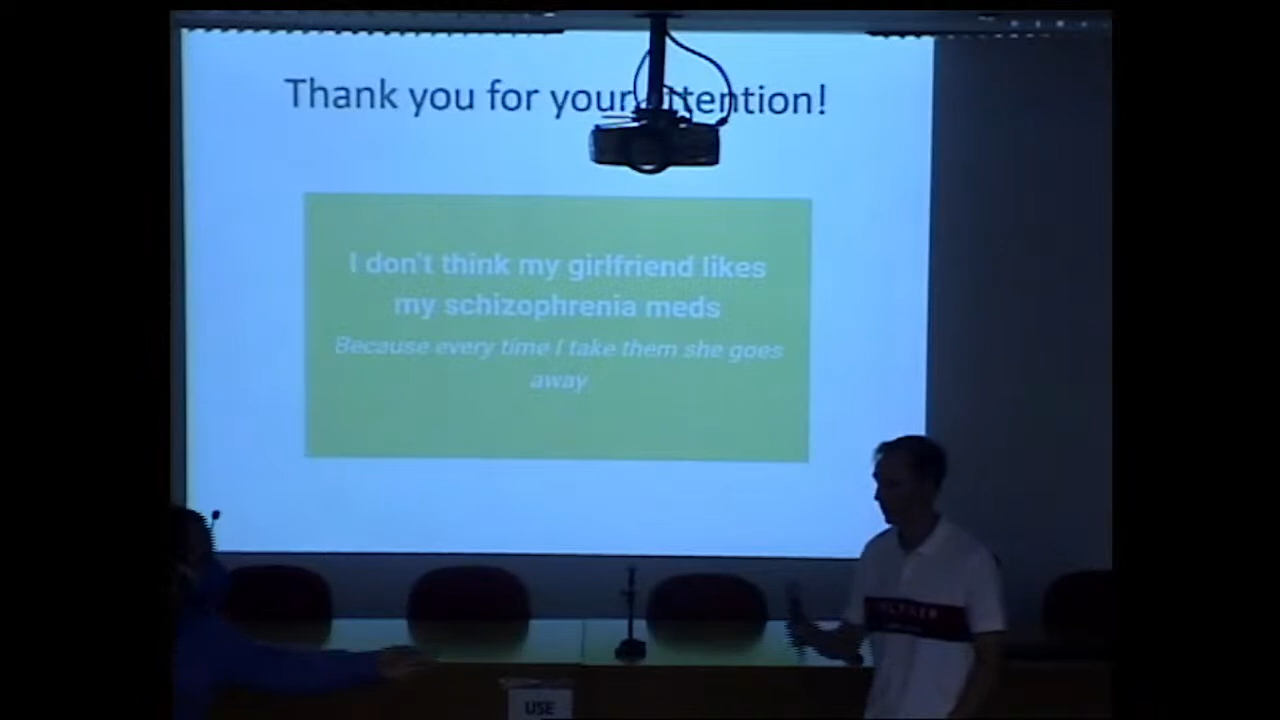 Thank you for your attention!
I don't think my girlfriend likes
my schizophrenia meds
Because every time I take them she goes
away
USE